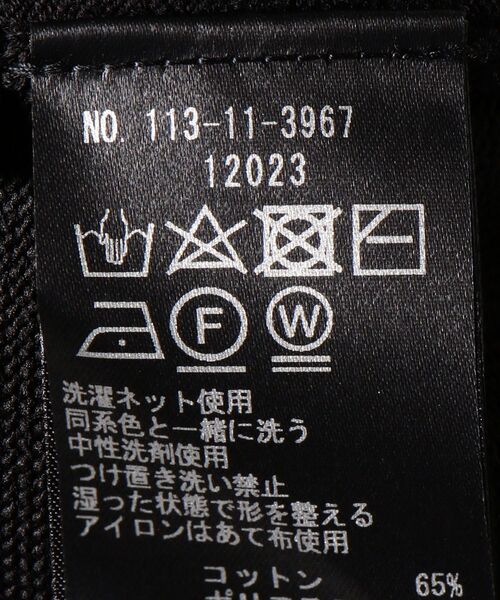 NO. 113-11-3967
12023
F W
洗濯ネット使用
同系色と一緒に洗う
中性洗剤使用
つけ置き洗い禁止
湿った状態で形を整える
アイロンはあて布使用
コットン 65%